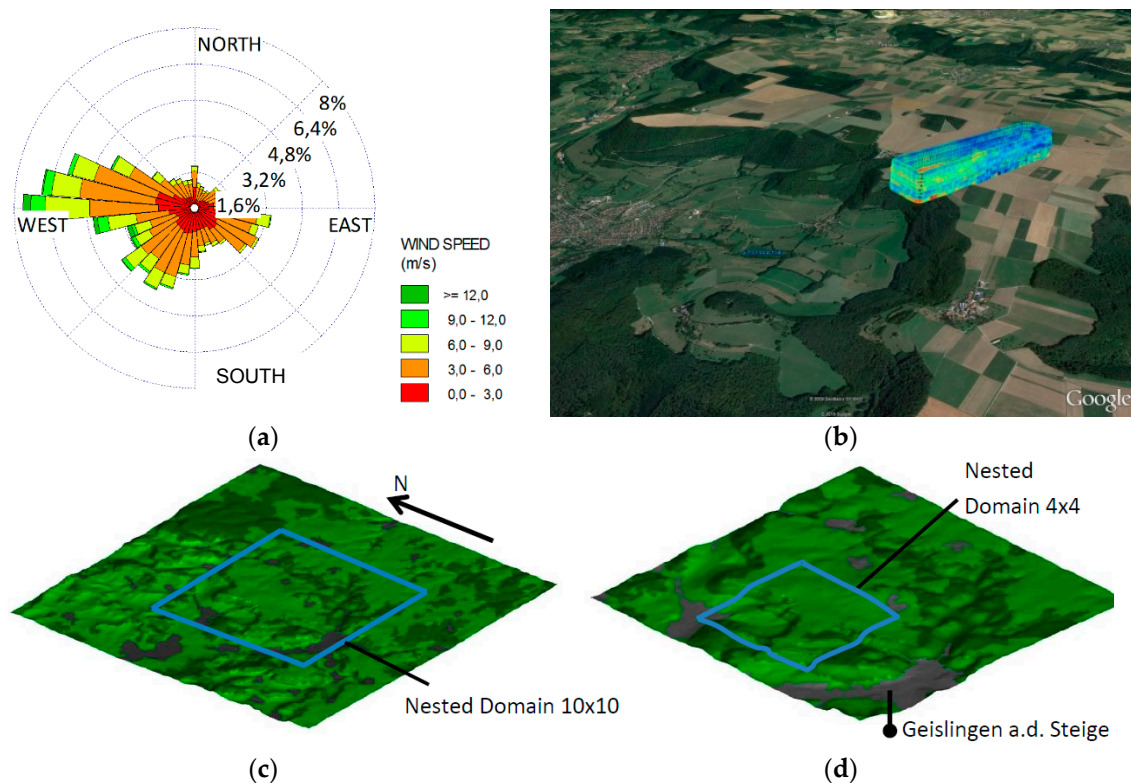 NORTH
8%
6,4%
4,8%
3,2%
1,6%
WEST
EAST
SOUTH
WIND SPEED
(m/s)
>= 12,0
9,0 - 12,0
6,0 - 9,0
3,0 - 6,0
0,0 - 3,0
Google
(a)
(b)
N
Nested Domain 10x10
Nested
Domain 4x4
Geislingen a.d. Steige
(c)
(d)